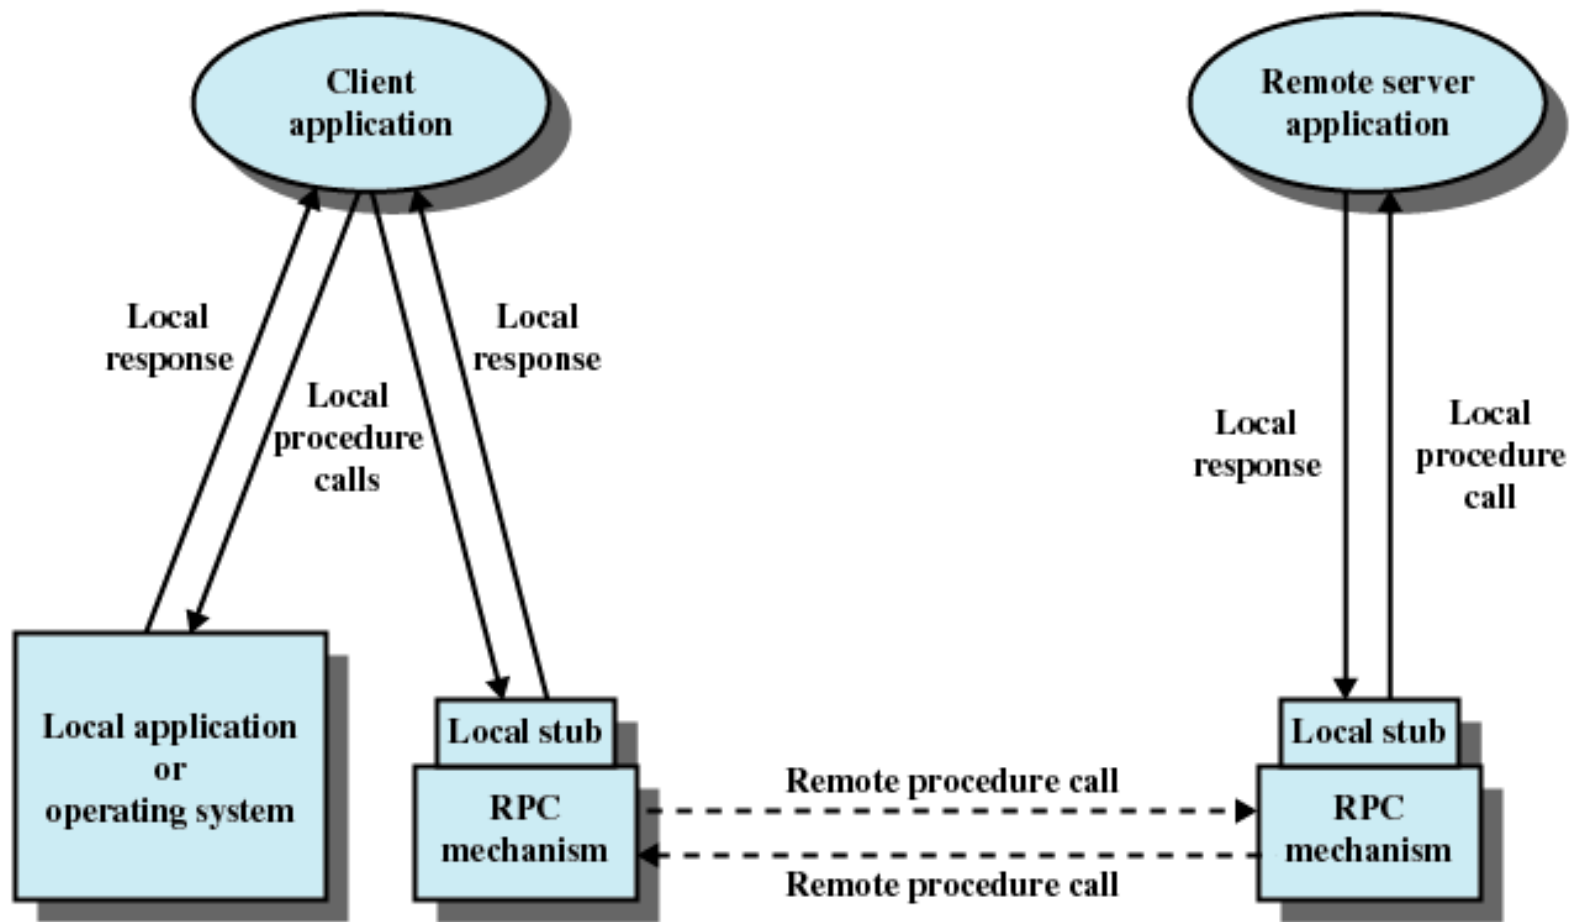 Client
application
Remote server
application
Local
response
Local
response
Local
procedure
calls
Local
response
Local
procedure
call
Local application
or
operating system
Local stub
RPC
mechanism
Remote procedure call
Remote procedure call
Local stub
RPC
mechanism